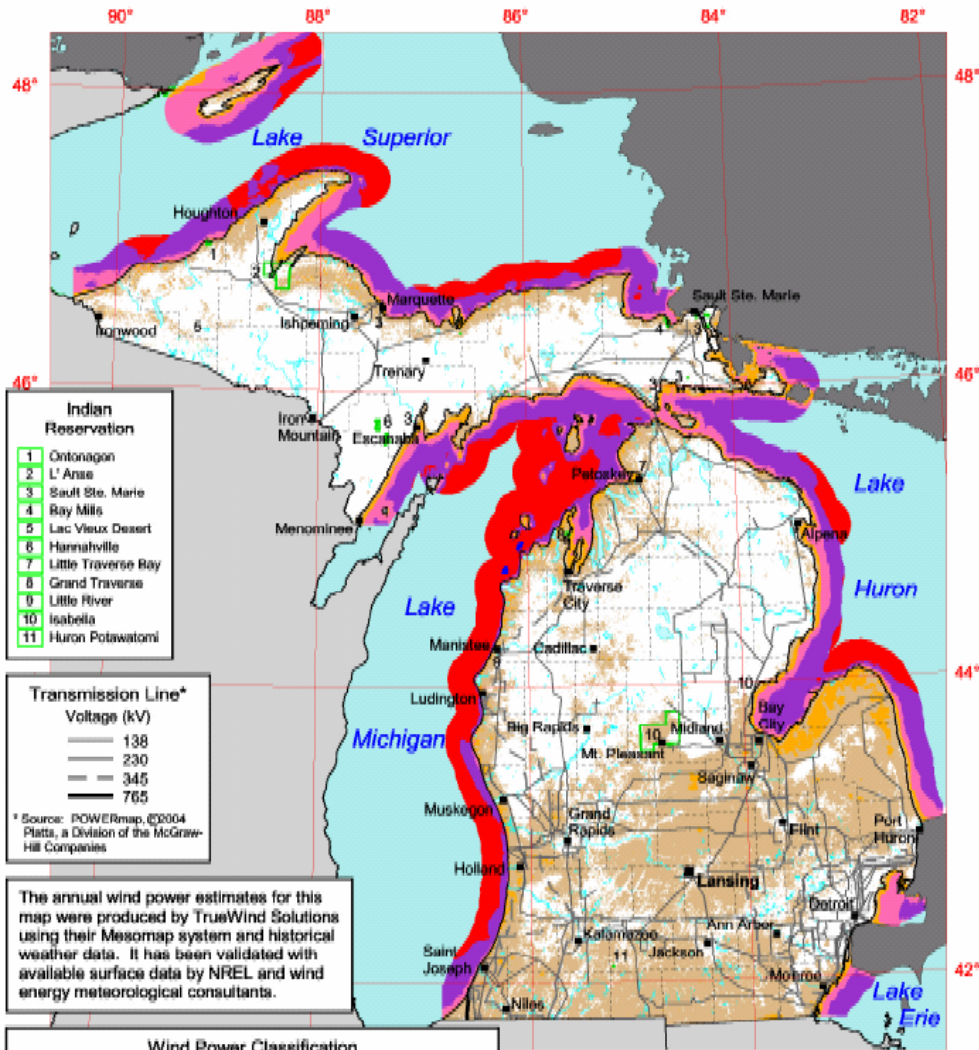 90°
88°
86°
84°
82°
48°
48°
Lake Superior
Houghton
1
2
Marquette
3
Sault Ste. Marie
Ironwood
5
Ishpeming
4
3
Trenary
46°
46°
3
3
Iron
Mountain
6
3
Escanaba
9
Petoskey
7
Lake
Menominee
Alpena
8
Huron
Traverse
City
Lake
Manistee
9
Cadillac
44°
44°
10
Ludington
Bay
City
Big Rapids
10
Midland
Michigan
Mt. Pleasant
Saginaw
Muskegon
Grand
Rapids
Flint
Port
Huron
Holland
Lansing
Detroit
Ann Arbor
Kalamazoo
Jackson
Saint
Joseph
11
42°
42°
Monroe
Niles
Lake
Erie
Indian
Reservation
1 Ontonagon
2 L' Anse
3 Sault Ste. Marie
4 Bay Mills
5 Lac Vieux Desert
6 Hannahville
7 Little Traverse Bay
8 Grand Traverse
9 Little River
10 Isabella
11 Huron Potawatomi
Transmission Line*
Voltage (kV)
138
230
345
765
* Source: POWERmap, ©2004
Platts, a Division of the McGraw-
Hill Companies
The annual wind power estimates for this
map were produced by TrueWind Solutions
using their Mesomap system and historical
weather data. It has been validated with
available surface data by NREL and wind
energy meteorological consultants.
Wind Power Classification